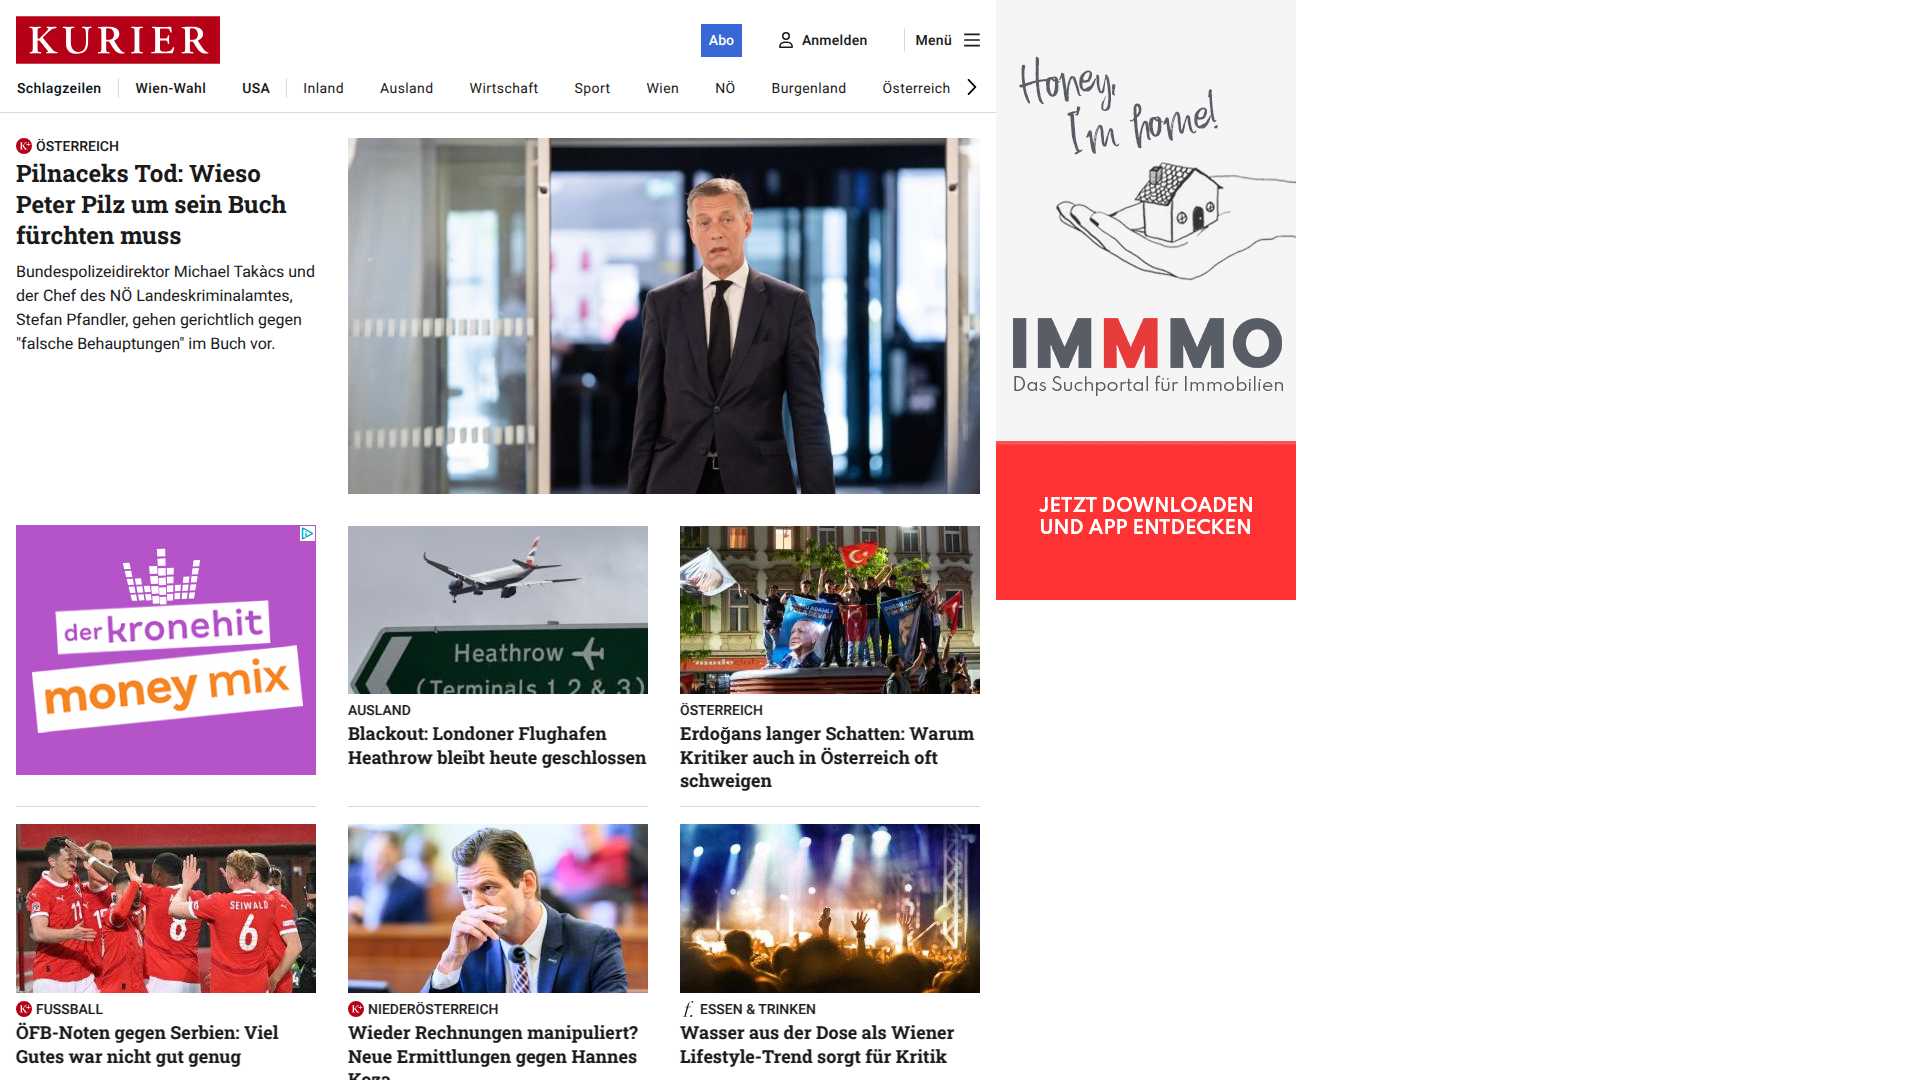 KURIER
Abo
Anmelden
Menü
Schlagzeilen
Wien-Wahl
USA
Inland
Ausland
Wirtschaft
Sport
Wien
NÖ
Burgenland
Österreich
ÖSTERREICH
Pilnaceks Tod: Wieso
Peter Pilz um sein Buch
fürchten muss
Bundespolizeidirektor Michael Takàcs und
der Chef des NÖ Landeskriminalamtes,
Stefan Pfandler, gehen gerichtlich gegen
"falsche Behauptungen" im Buch vor.
Honey,
I'm home!
IMMMO
Das Suchportal für Immobilien
JETZT DOWNLOADEN
UND APP ENTDECKEN
der kronehit
money mix
Heathrow
(Terminals 1 2 & 3)
AUSLAND
Blackout: Londoner Flughafen
Heathrow bleibt heute geschlossen
ÖSTERREICH
Erdoğans langer Schatten: Warum
Kritiker auch in Österreich oft
schweigen
11
8
SEIWALD
6
K+ FUSSBALL
ÖFB-Noten gegen Serbien: Viel
Gutes war nicht gut genug
K+ NIEDERÖSTERREICH
Wieder Rechnungen manipuliert?
Neue Ermittlungen gegen Hannes
Koza
f. ESSEN & TRINKEN
Wasser aus der Dose als Wiener
Lifestyle-Trend sorgt für Kritik